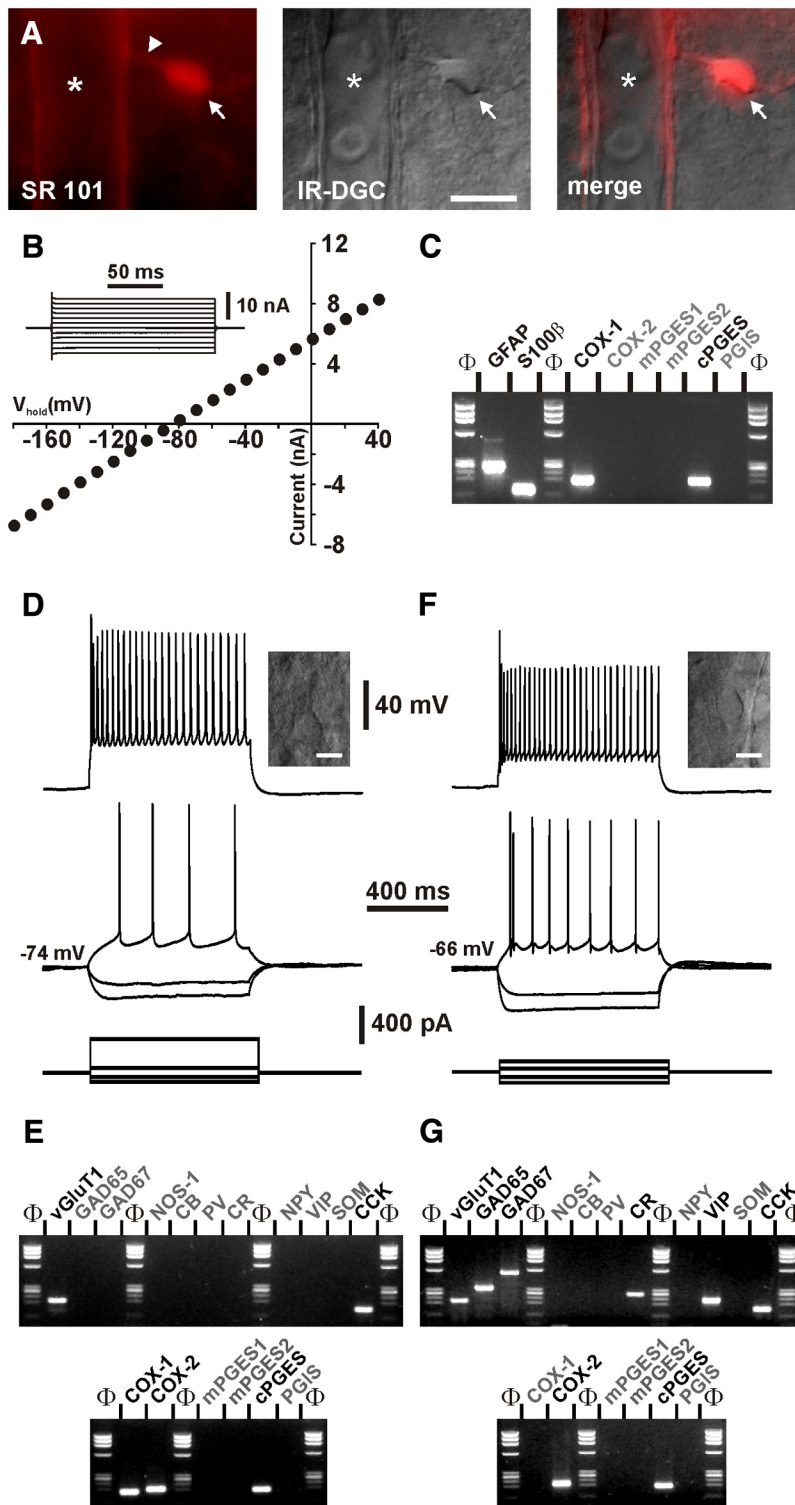 A
*
SR 101
*
IR-DGC
*
merge
B
50 ms
10 nA
12
8
4
-4
-8
V hold (mV)
-160 -120 -80 -40 40
Current (nA)
C
Φ GFAP S100β Φ COX-1 COX-2 mPGES1 mPGES2 cPGES PGIS Φ
D
40 mV
F
400 ms
-74 mV
-66 mV
400 pA
E
Φ vGluT1 GAD65 GAD67 Φ NOS-1 CB PV CR Φ NPY VIP SOM CCK Φ
Φ COX-1 COX-2 Φ mPGES1 mPGES2 cPGES PGIS Φ
G
Φ vGluT1 GAD65 GAD67 Φ NOS-1 CB PV CR Φ NPY VIP SOM CCK Φ
Φ COX-1 COX-2 Φ mPGES1 mPGES2 cPGES PGIS Φ